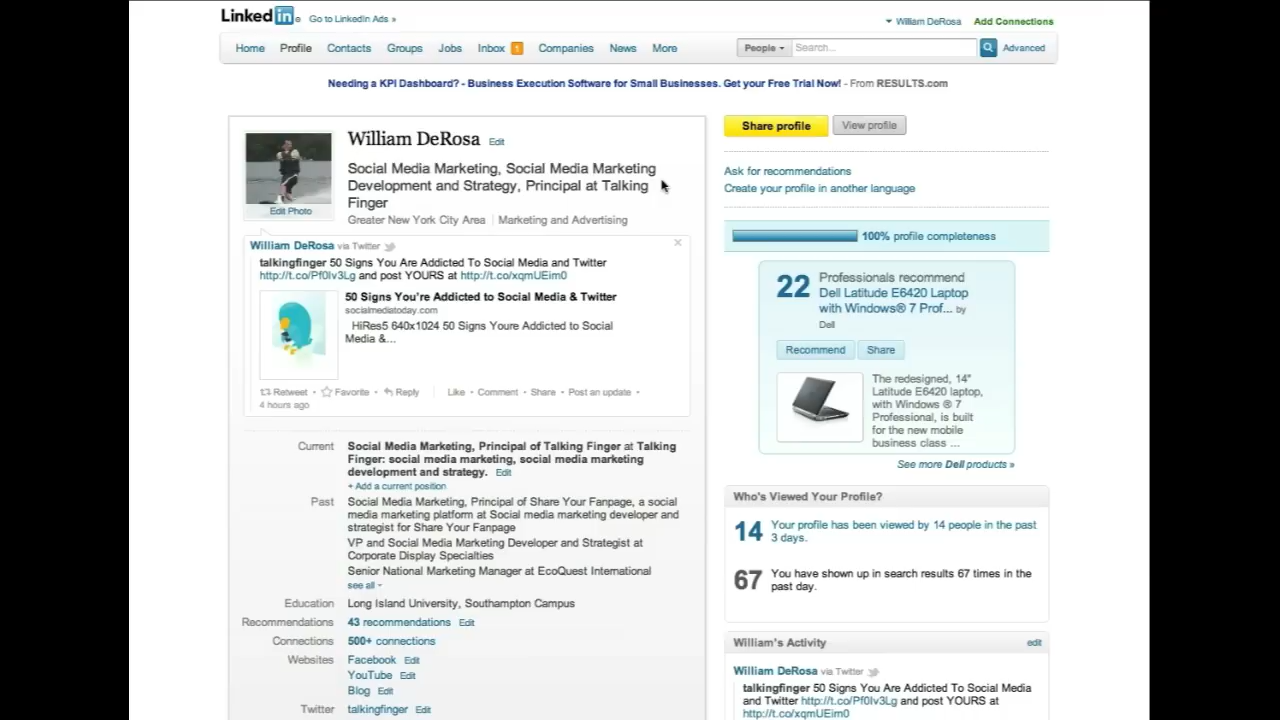 Linked in Go to LinkedIn Ads »
William DeRosa Add Connections
Home Profile Contacts Groups Jobs Inbox 1 Companies News More People Search... Advanced
Needing a KPI Dashboard? - Business Execution Software for Small Businesses. Get your Free Trial Now! - From RESULTS.com
William DeRosa Edit
Social Media Marketing, Social Media Marketing
Development and Strategy, Principal at Talking
Finger
Greater New York City Area | Marketing and Advertising
Edit Photo
William DeRosa via Twitter
talkingfinger 50 Signs You Are Addicted To Social Media and Twitter
http://t.co/Pf0Iv3Lg and post YOURS at http://t.co/xqmUEim0
50 Signs You're Addicted to Social Media & Twitter
socialmediatoday.com
HiRes5 640x1024 50 Signs Youre Addicted to Social
Media &...
Retweet • Favorite • Reply Like • Comment • Share • Post an update •
4 hours ago
Current Social Media Marketing, Principal of Talking Finger at Talking
Finger: social media marketing, social media marketing
development and strategy. Edit
+ Add a current position
Past Social Media Marketing, Principal of Share Your Fanpage, a social
media marketing platform at Social media marketing developer and
strategist for Share Your Fanpage
VP and Social Media Marketing Developer and Strategist at
Corporate Display Specialties
Senior National Marketing Manager at EcoQuest International
see all
Education Long Island University, Southampton Campus
Recommendations 43 recommendations Edit
Connections 500+ connections
Websites Facebook Edit
YouTube Edit
Blog Edit
Twitter talkingfinger Edit
Share profile View profile
Ask for recommendations
Create your profile in another language
100% profile completeness
22 Professionals recommend
Dell Latitude E6420 Laptop
with Windows® 7 Prof... by
Dell
Recommend Share
The redesigned, 14"
Latitude E6420 laptop,
with Windows ® 7
Professional, is built
for the new mobile
business class ...
See more Dell products »
Who's Viewed Your Profile?
14 Your profile has been viewed by 14 people in the past
3 days.
67 You have shown up in search results 67 times in the
past day.
William's Activity edit
William DeRosa via Twitter
talkingfinger 50 Signs You Are Addicted To Social Media
and Twitter http://t.co/Pf0Iv3Lg and post YOURS at
http://t.co/xqmUEim0